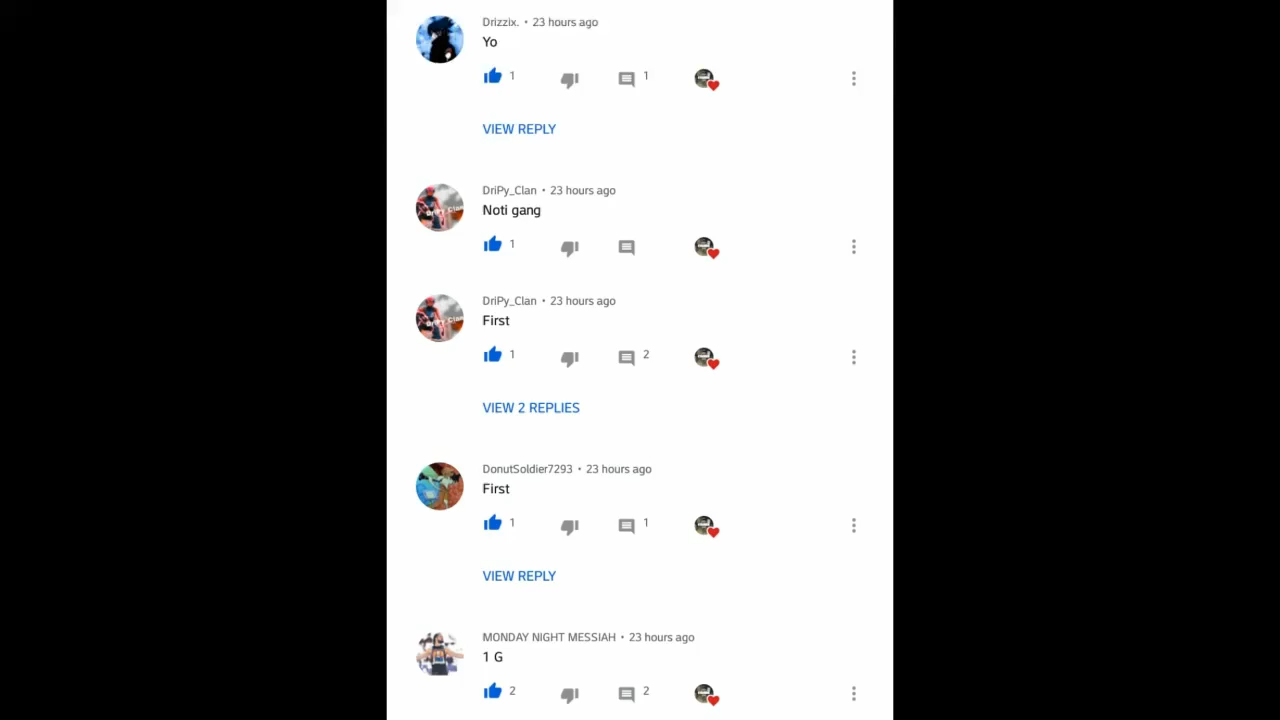 Drizzix. • 23 hours ago
Yo
1
1
VIEW REPLY
DriPy_Clan • 23 hours ago
Noti gang
1
DriPy_Clan • 23 hours ago
First
1
2
VIEW 2 REPLIES
DonutSoldier7293 • 23 hours ago
First
1
1
VIEW REPLY
MONDAY NIGHT MESSIAH • 23 hours ago
1 G
2
2